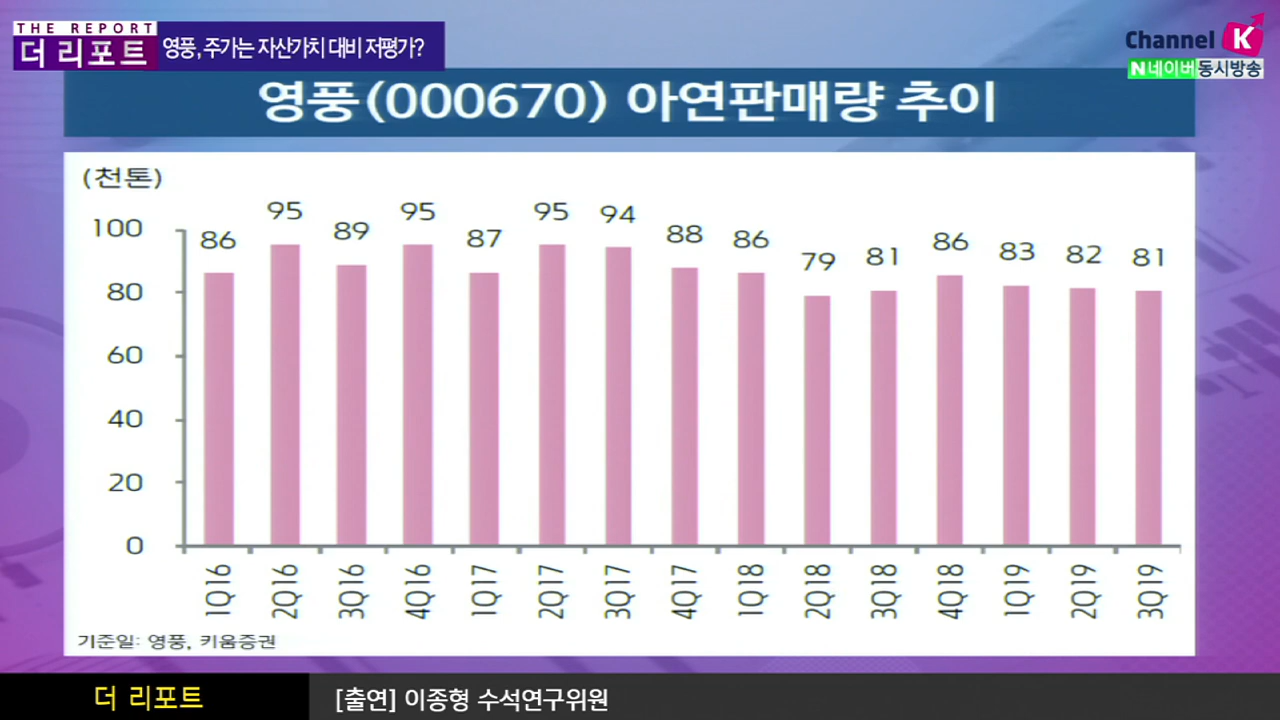 THE REPORT
더 리포트
영풍, 주가는 자산가치 대비 저평가?
Channel K
N 네이버 동시방송
영풍(000670) 아연판매량 추이
(천톤)
100
80
60
40
20
0
86 95 89 95 87 95 94 88 86 79 81 86 83 82 81
1Q16 2Q16 3Q16 4Q16 1Q17 2Q17 3Q17 4Q17 1Q18 2Q18 3Q18 4Q18 1Q19 2Q19 3Q19
기준일: 영풍, 키움증권
더 리포트
[출연] 이종형 수석연구위원